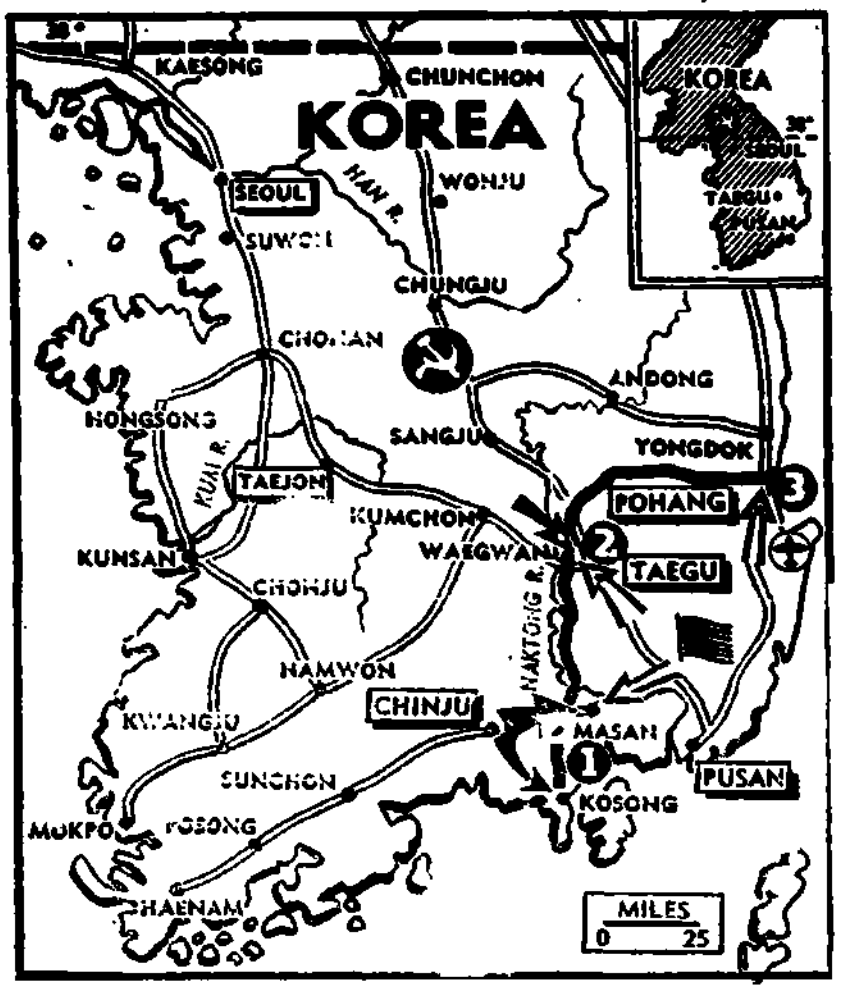 38°
KAESONG
CHUNCHON
KOREA
KOREA
38°
SEOUL
TAEGU
PUSAN
SEOUL
HAN R.
WONJU
SUWON
CHUNGJU
CHONAN
ANDONG
HONGSONG
SANGJU
YONGDOK
KUM R.
TAEJON
POHANG
3
KUMCHON
WAEGWAN
2
KUNSAN
TAEGU
CHONJU
NAKTONG R.
NAMWON
CHINJU
KWANGJU
MASAN
1
SUNCHON
PUSAN
KOSONG
MOKPO
POSONG
HAENAM
MILES
0 25